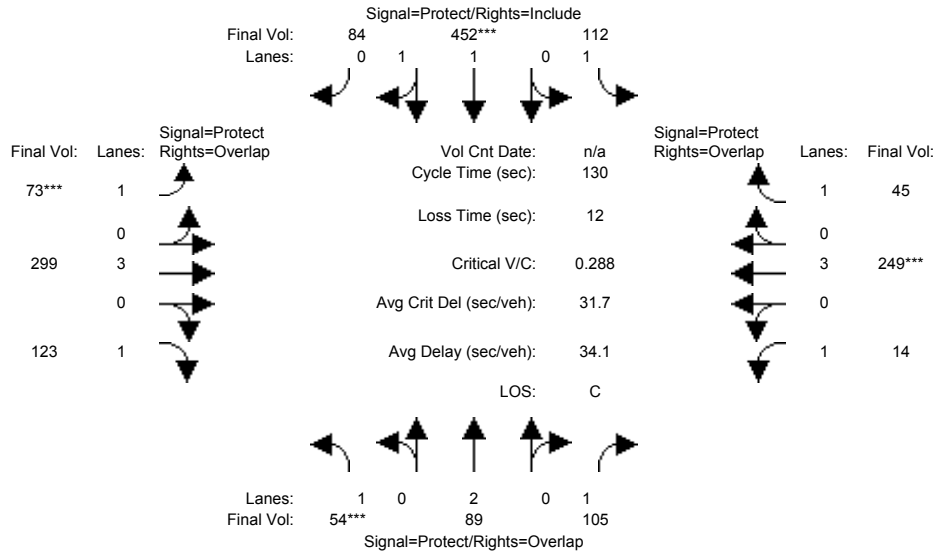 Signal=Protect/Rights=Include
Final Vol: 84 452*** 112
Lanes: 0 1 1 0 1
Signal=Protect
Final Vol: Lanes: Rights=Overlap
Vol Cnt Date: n/a
Signal=Protect
Rights=Overlap Lanes: Final Vol:
Cycle Time (sec): 130
73*** 1
1 45
Loss Time (sec): 12
0
0
299 3
Critical V/C: 0.288
3 249***
0
Avg Crit Del (sec/veh): 31.7
0
123 1
Avg Delay (sec/veh): 34.1
1 14
LOS: C
Lanes: 1 0 2 0 1
Final Vol: 54*** 89 105
Signal=Protect/Rights=Overlap